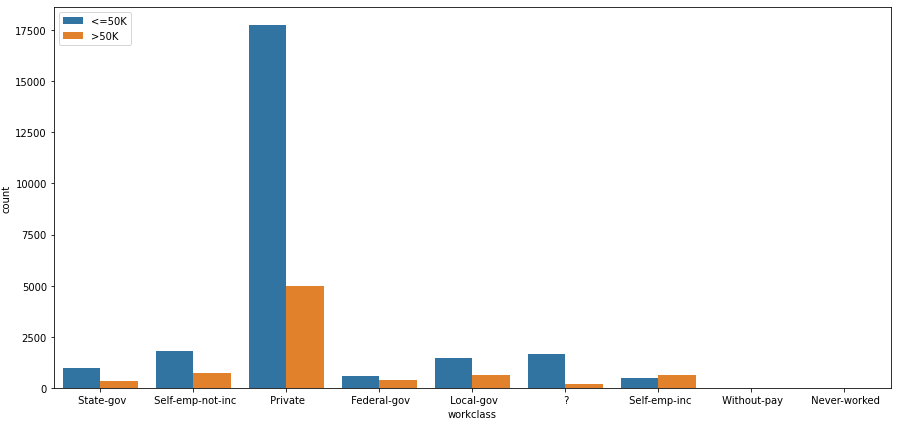 <=50K
>50K
17500
15000
12500
10000
7500
5000
2500
0
count
State-gov Self-emp-not-inc Private Federal-gov Local-gov ? Self-emp-inc Without-pay Never-worked
workclass